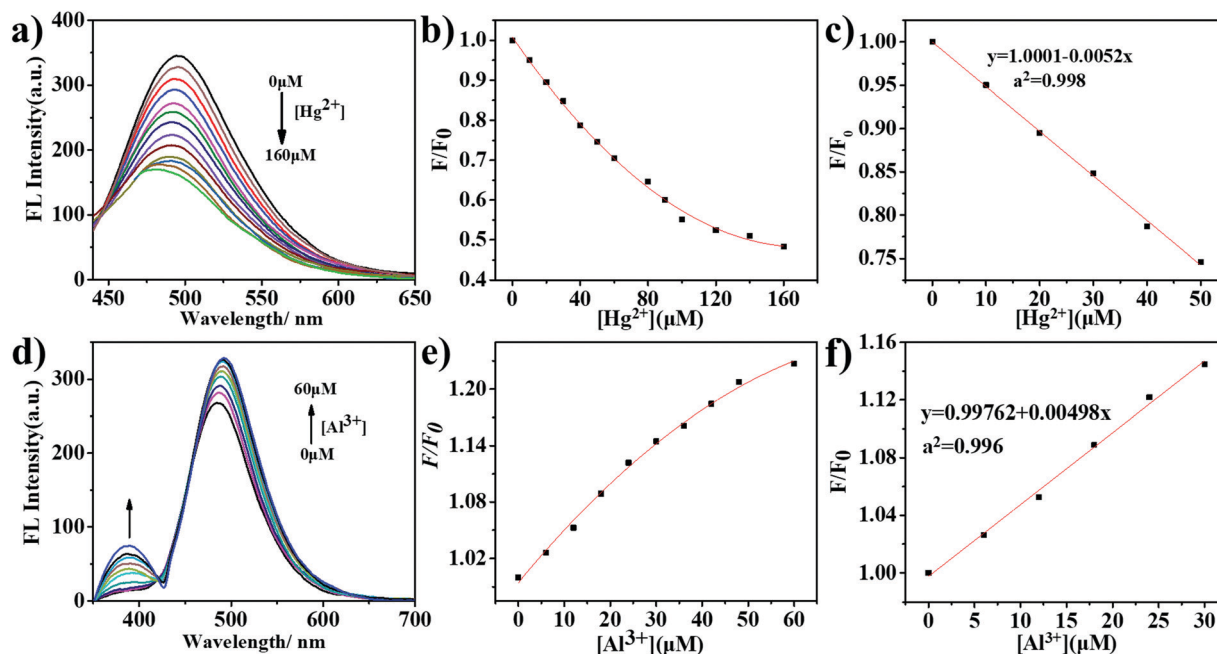 a)
400
300
200
100
0
FL Intensity(a.u.)
450 500 550 600 650
Wavelength/ nm
0μM
[Hg²⁺]
160μM
b)
1.0
0.9
0.8
0.7
0.6
0.5
0.4
F/F₀
0 40 80 120 160
[Hg²⁺](μM)
c)
1.00
0.95
0.90
0.85
0.80
0.75
F/F₀
y=1.0001-0.0052x
a²=0.998
0 10 20 30 40 50
[Hg²⁺](μM)
d)
300
200
100
0
FL Intensity(a.u.)
400 500 600 700
Wavelength/ nm
60μM
[Al³⁺]
0μM
e)
1.20
1.14
1.08
1.02
F/F₀
0 10 20 30 40 50 60
[Al³⁺](μM)
f)
1.16
1.12
1.08
1.04
1.00
F/F₀
y=0.99762+0.00498x
a²=0.996
0 5 10 15 20 25 30
[Al³⁺](μM)